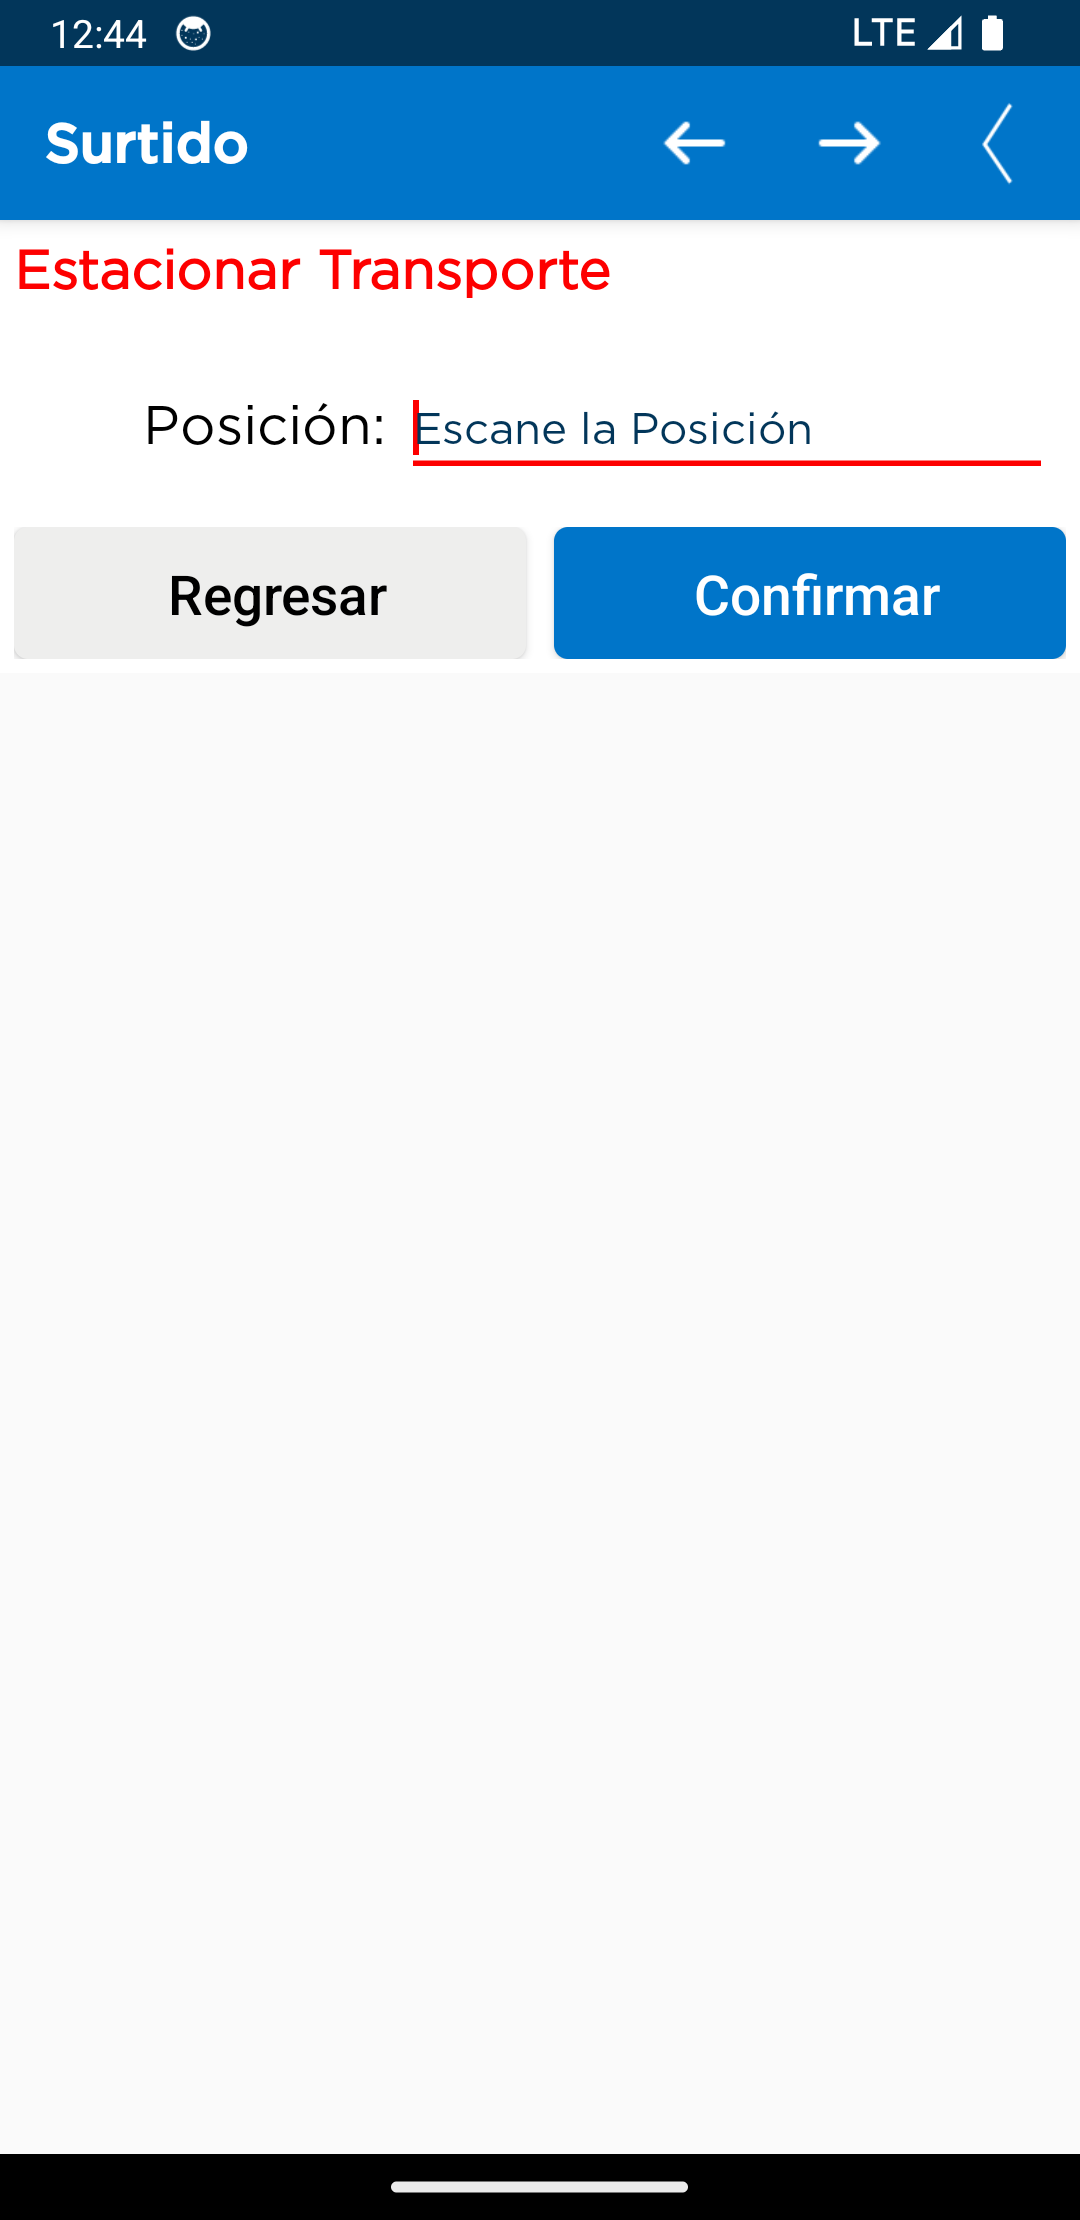 12:44 LTE
Surtido
Estacionar Transporte
Posición: Escane la Posición
Regresar Confirmar